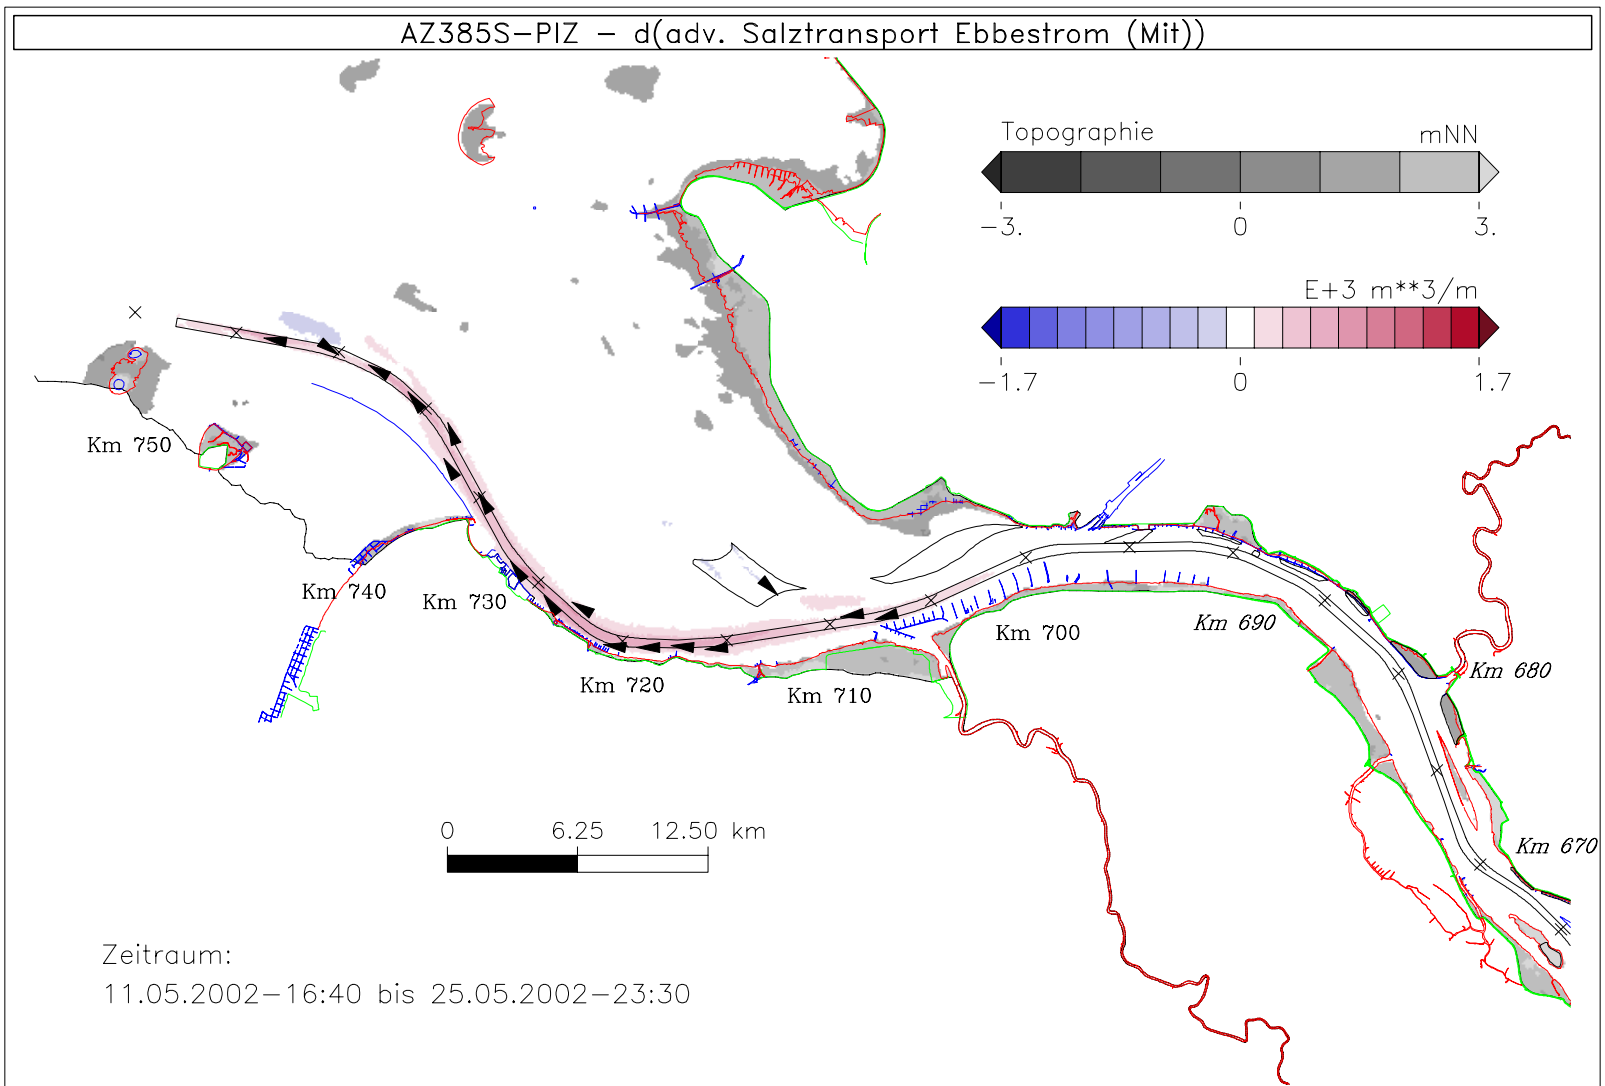 AZ385S-PIZ - d(adv. Salztransport Ebbestrom (Mit))
Topographie mNN
-3. 0 3.
E+3 m**3/m
-1.7 0 1.7
Km 750
Km 740
Km 730
Km 720
Km 710
Km 700
Km 690
Km 680
Km 670
0 6.25 12.50 km
Zeitraum:
11.05.2002-16:40 bis 25.05.2002-23:30